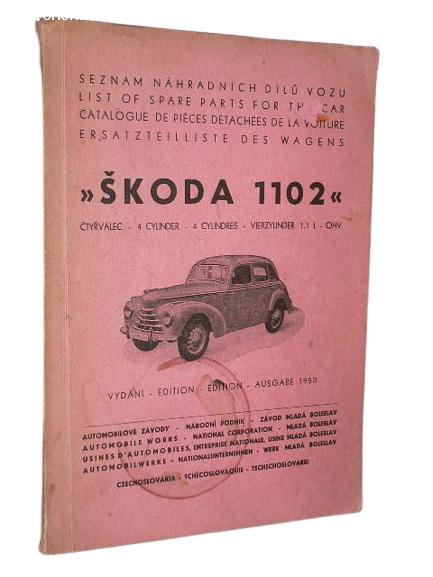 SEZNAM NÁHRADNÍCH DÍLŮ VOZU
LIST OF SPARE PARTS FOR THE CAR
CATALOGUE DE PIÈCES DÉTACHÉES DE LA VOITURE
ERSATZTEILLISTE DES WAGENS
»ŠKODA 1102«
ČTYŘVÁLEC - 4 CYLINDER - 4 CYLINDRES - VIERZYLINDER 1,1 L - OHV
VYDÁNÍ - EDITION - ÉDITION - AUSGABE 1950
AUTOMOBILOVÉ ZÁVODY - NÁRODNÍ PODNIK - ZÁVOD MLADÁ BOLESLAV
AUTOMOBILE WORKS - NATIONAL CORPORATION - MLADÁ BOLESLAV
USINES D'AUTOMOBILES, ENTREPRISE NATIONALE, USINE MLADÁ BOLESLAV
AUTOMOBILWERKE - NATIONALUNTERNEHMEN - WERK MLADÁ BOLESLAV
CZECHOSLOVAKIA - TCHÉCOSLOVAQUIE - TSCHECHOSLOVAKEI